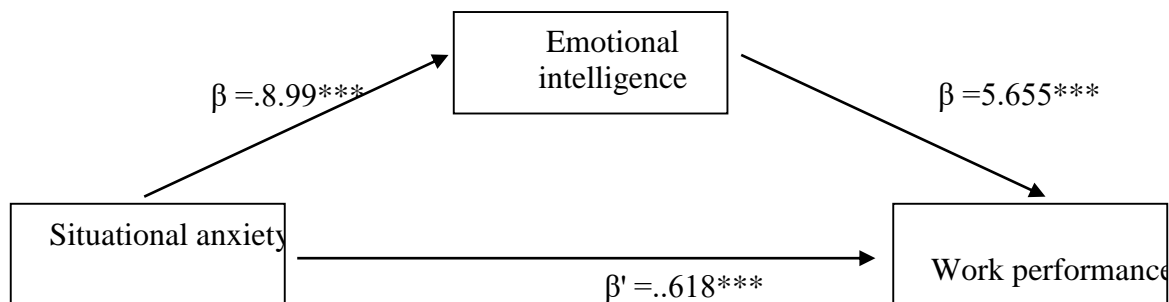 Emotional
intelligence
β =.8.99***
β =5.655***
Situational anxiety
Work performance
β' =..618***